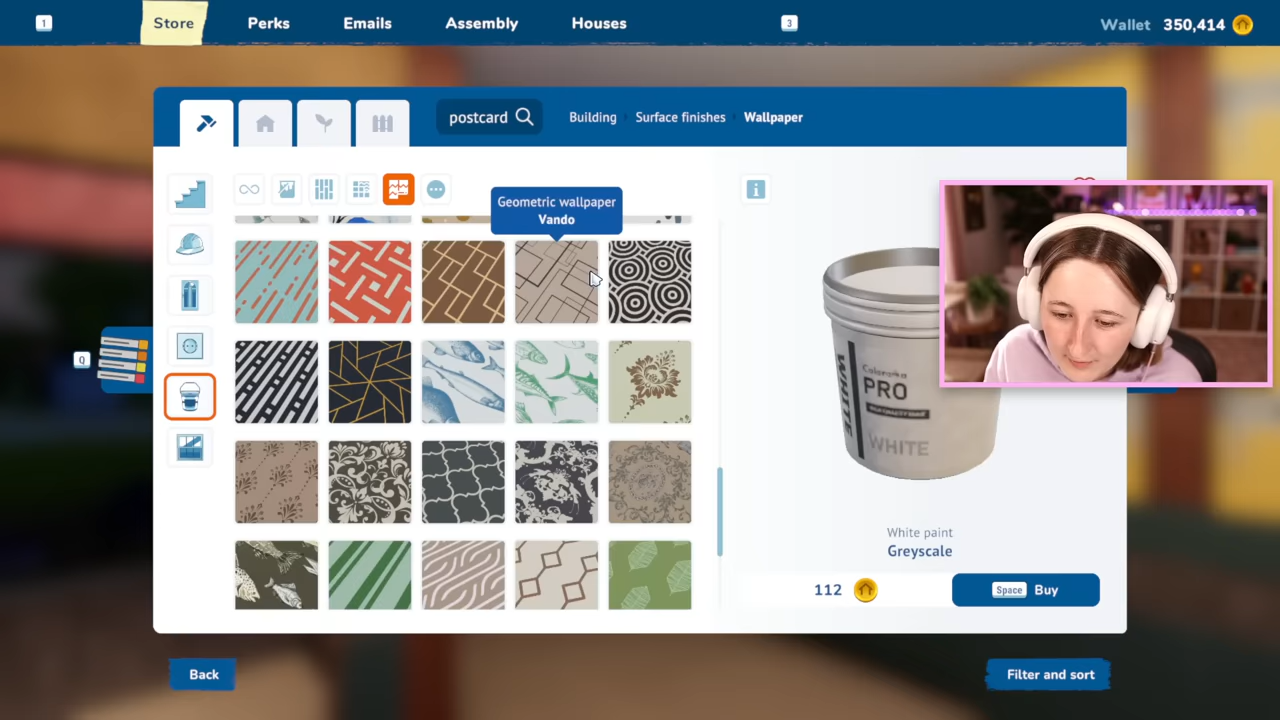 1
Store
Perks
Emails
Assembly
Houses
3
Wallet 350,414
postcard
Building
Surface finishes
Wallpaper
Geometric wallpaper
Vando
Q
PRO
WHITE
WHITE
White paint
Greyscale
112
Space Buy
Back
Filter and sort